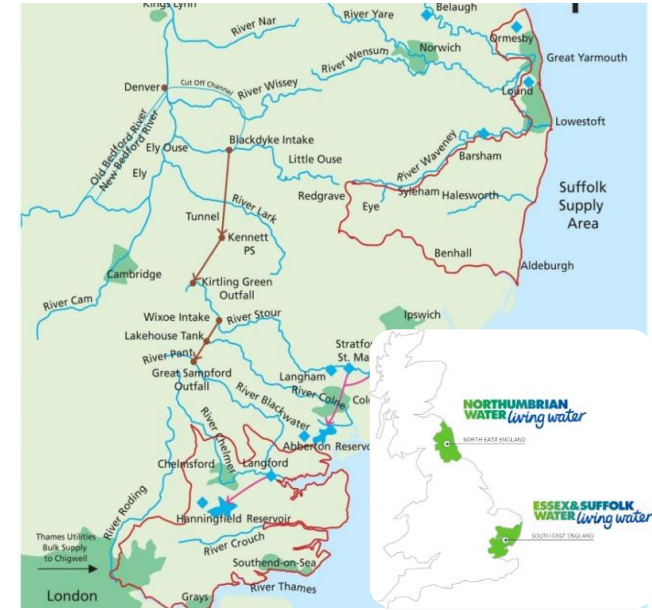 Kings Lynn
River Nar
River Yare
Belaugh
Ormesby
Norwich
River Wensum
Great Yarmouth
Denver
Cut Off Channel
River Wissey
Lound
Old Bedford River
New Bedford River
Lowestoft
Ely Ouse
Blackdyke Intake
Little Ouse
River Waveney
Barsham
Ely
Redgrave
Eye
Syleham
Halesworth
Suffolk
Supply
Area
River Lark
Tunnel
Kennett
PS
Benhall
Aldeburgh
Cambridge
Kirtling Green
Outfall
River Cam
Wixoe Intake
River Stour
Ipswich
Lakehouse Tank
River Pant
Great Sampford
Outfall
Langham
River Colne
River Blackwater
River Chelmer
Abberton
Chelmsford
Langford
Hanningfield Reservoir
River Roding
River Crouch
Thames Utilities
Bulk Supply
to Chigwell
Southend-on-Sea
London
Grays
River Thames
NORTHUMBRIAN
WATER living water
NORTH EAST ENGLAND
ESSEX&SUFFOLK
WATER living water
SOUTH EAST ENGLAND